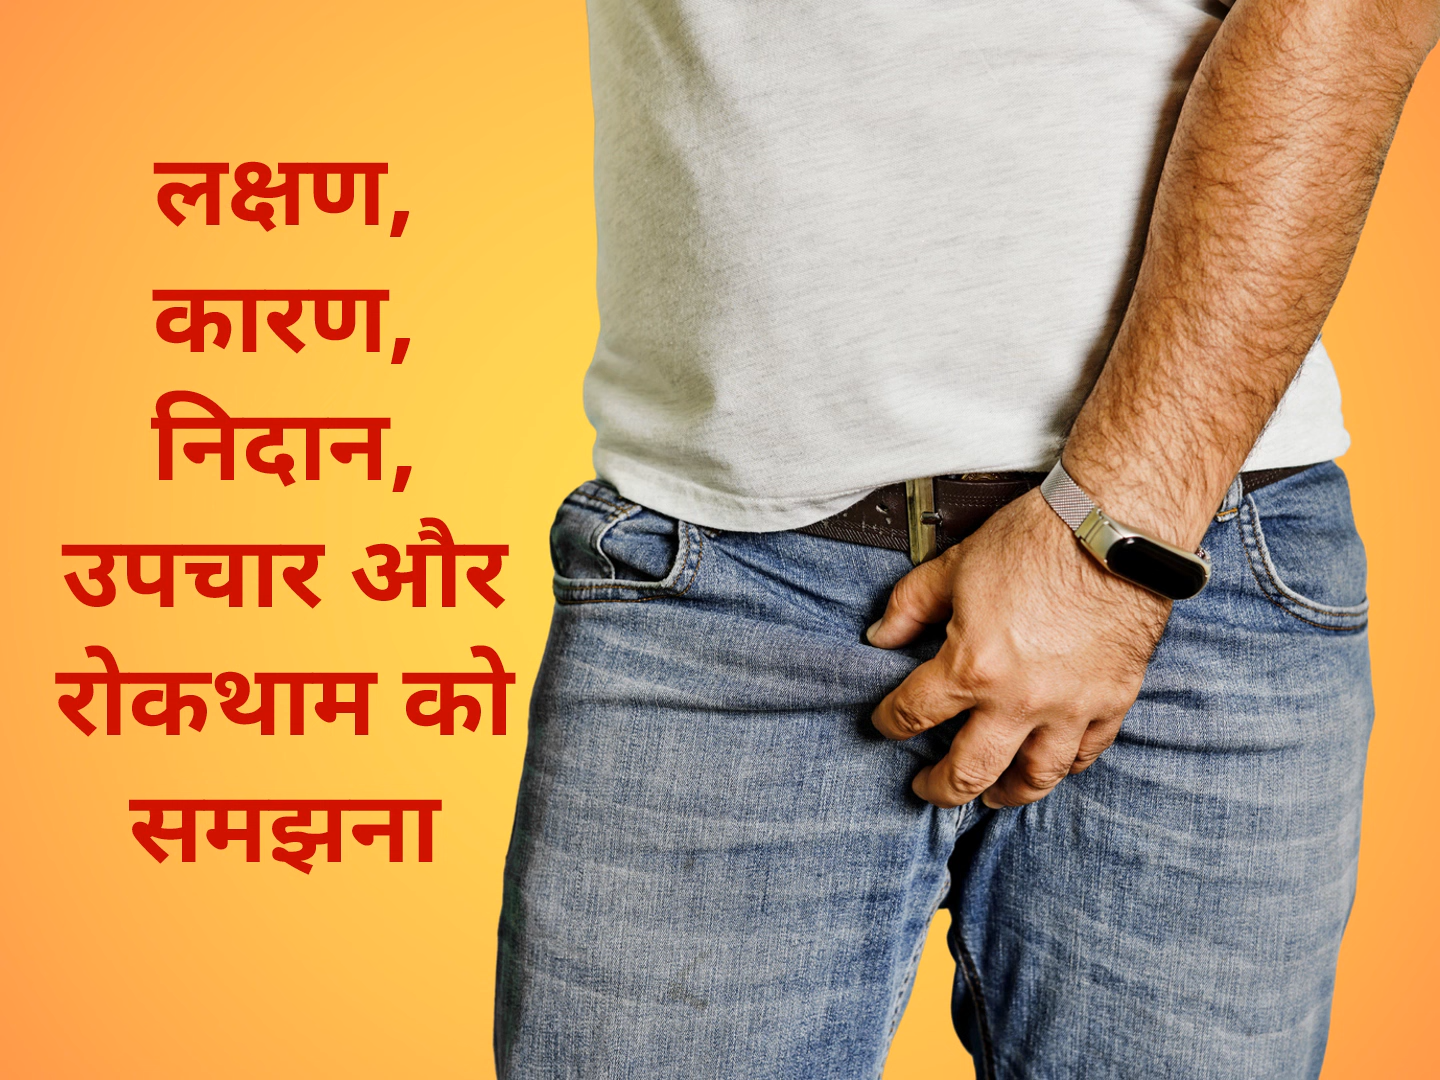 लक्षण,
कारण,
निदान,
उपचार और
रोकथाम को
समझना